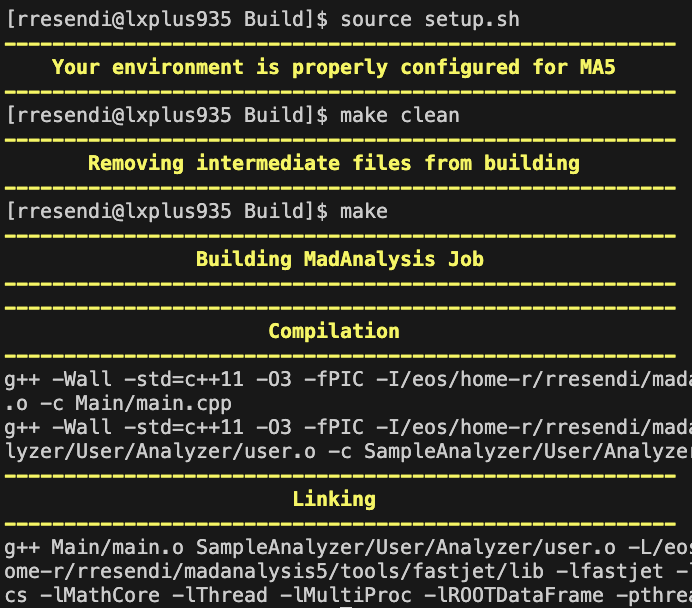 [rresendi@lxplus935 Build]$ source setup.sh
Your environment is properly configured for MA5
[rresendi@lxplus935 Build]$ make clean
Removing intermediate files from building
[rresendi@lxplus935 Build]$ make
Building MadAnalysis Job
Compilation
g++ -Wall -std=c++11 -O3 -fPIC -I/eos/home-r/rresendi/mada
.o -c Main/main.cpp
g++ -Wall -std=c++11 -O3 -fPIC -I/eos/home-r/rresendi/mada
lyzer/User/Analyzer/user.o -c SampleAnalyzer/User/Analyzer
Linking
g++ Main/main.o SampleAnalyzer/User/Analyzer/user.o -L/eos
ome-r/rresendi/madanalysis5/tools/fastjet/lib -lfastjet -l
cs -lMathCore -lThread -lMultiProc -lROOTDataFrame -pthrea